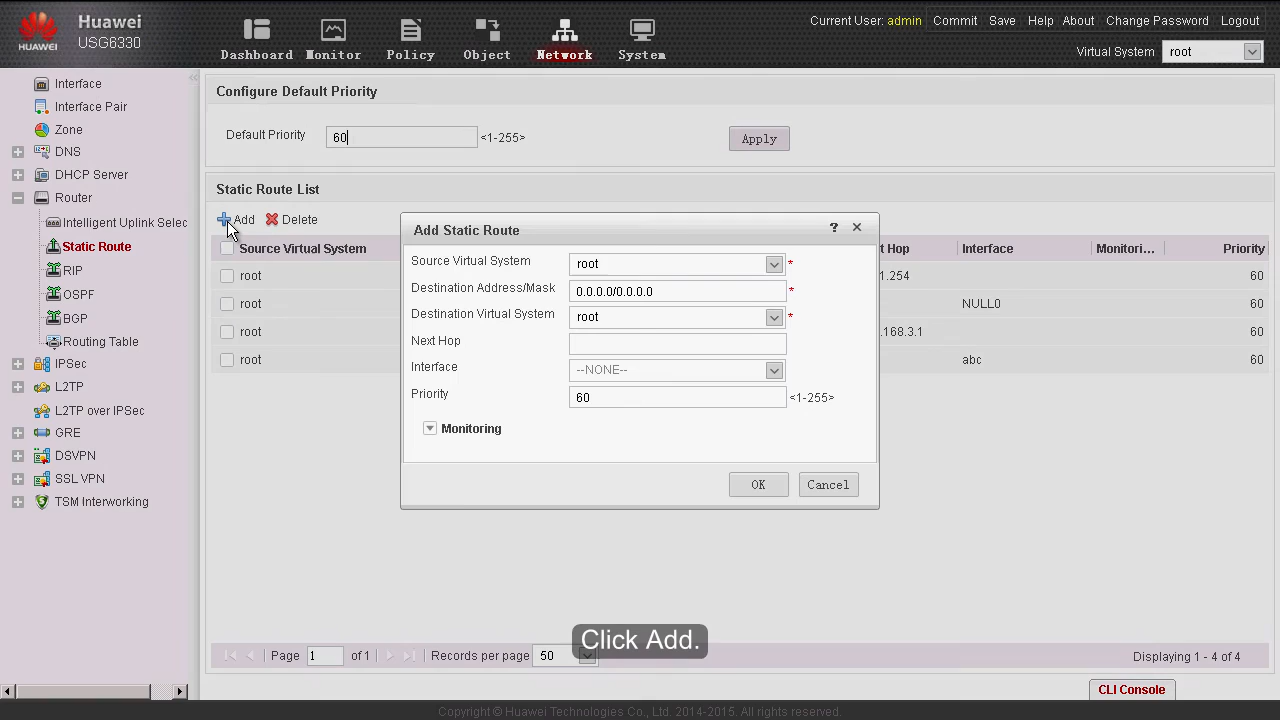 Huawei
USG6330
HUAWEI
Dashboard
Monitor
Policy
Object
Network
System
Current User: admin
Commit
Save
Help
About
Change Password
Logout
Virtual System
root
Interface
Interface Pair
Zone
DNS
DHCP Server
Router
Intelligent Uplink Selec
Static Route
RIP
OSPF
BGP
Routing Table
IPSec
L2TP
L2TP over IPSec
GRE
DSVPN
SSL VPN
TSM Interworking
Configure Default Priority
Default Priority
60
<1-255>
Apply
Static Route List
Add
Delete
Source Virtual System
Hop
Interface
Monitori...
Priority
root
1.254
60
root
NULL0
60
root
.168.3.1
60
root
abc
60
Add Static Route
?
Source Virtual System
root
*
Destination Address/Mask
0.0.0.0/0.0.0.0
*
Destination Virtual System
root
*
Next Hop
Interface
--NONE--
Priority
60
<1-255>
Monitoring
OK
Cancel
Click Add.
Page
1
of 1
Records per page
50
Displaying 1 - 4 of 4
CLI Console
Copyright © Huawei Technologies Co., Ltd. 2014-2015. All rights reserved.